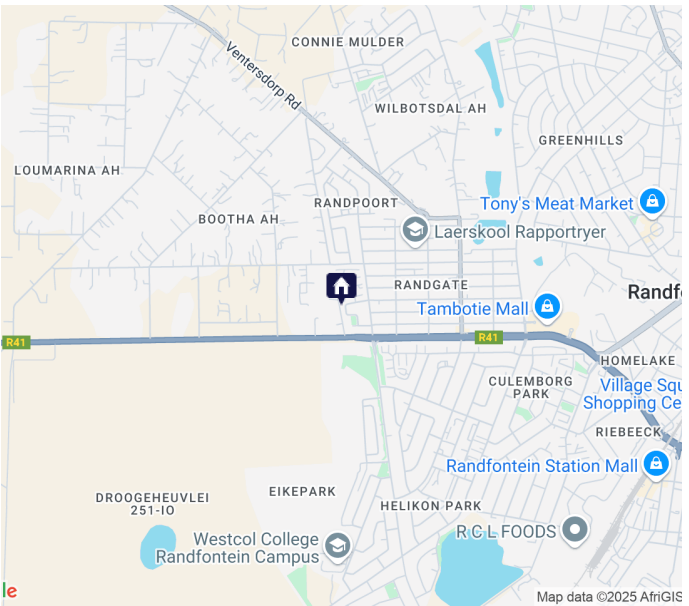 CONNIE MULDER
Ventersdorp Rd
WILBOTSDAL AH
GREENHILLS
LOUMARINA AH
RANDPOORT
Tony's Meat Market
BOOTHA AH
Laerskool Rapportryer
RANDGATE
Randfo
Tambotie Mall
R41
R41
HOMELAKE
CULEMBORG
PARK
Village Squ
Shopping Ce
RIEBEECK
Randfontein Station Mall
EIKEPARK
DROOGEHEUVLEI
251-IO
HELIKON PARK
R C L FOODS
Westcol College
Randfontein Campus
le
Map data ©2025 AfriGIS